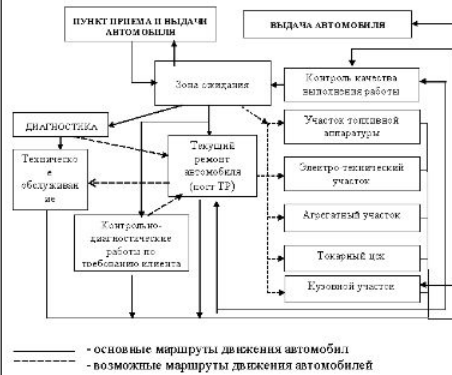 ПУНКТ ПРИЕМА И ВЫДАЧИ
АВТОМОБИЛЯ
ВЫДАЧА АВТОМОБИЛЯ
Зона ожидания
Контроль качества
выполнения работы
ДИАГНОСТИКА
Техническо
е
обслуживан
ие
Текущий
ремонт
автомобиля
(пост ТР)
Контрольно-
диагностические
работы по
требованию клиента
Участок топливной
аппаратуры
Электро-технический
участок
Агрегатный участок
Токарный цех
Кузовной участок
- основные маршруты движения автомобил
- возможные маршруты движения автомобилей